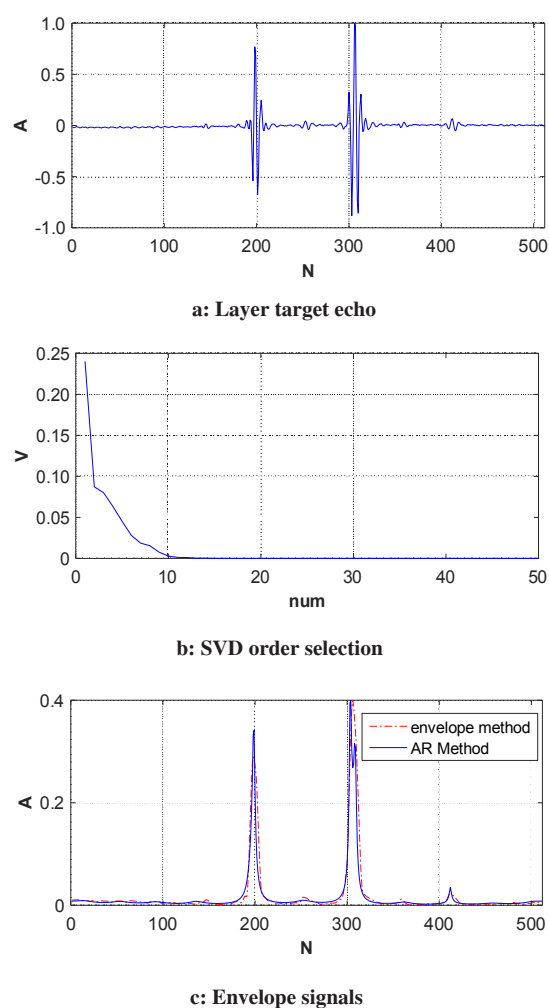 1.0
0.5
0
-0.5
-1.0
A
0 100 200 300 400 500
N
a: Layer target echo
0.25
0.20
0.15
0.10
0.05
0
V
0 10 20 30 40 50
num
b: SVD order selection
0.4
0.2
0
A
envelope method
AR Method
0 100 200 300 400 500
N
c: Envelope signals